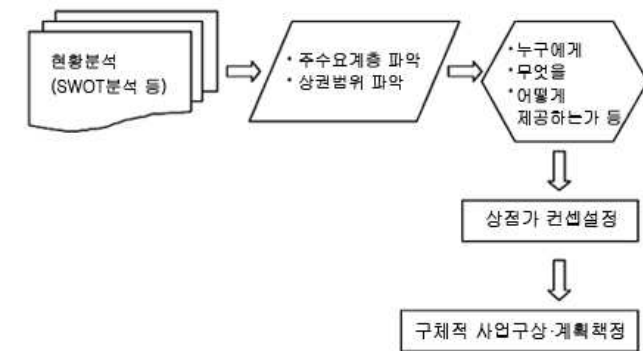 현황분석
(SWOT분석 등)
• 주수요계층 파악
• 상권범위 파악
• 누구에게
• 무엇을
• 어떻게
제공하는가 등
상점가 컨셉설정
구체적 사업구상·계획책정